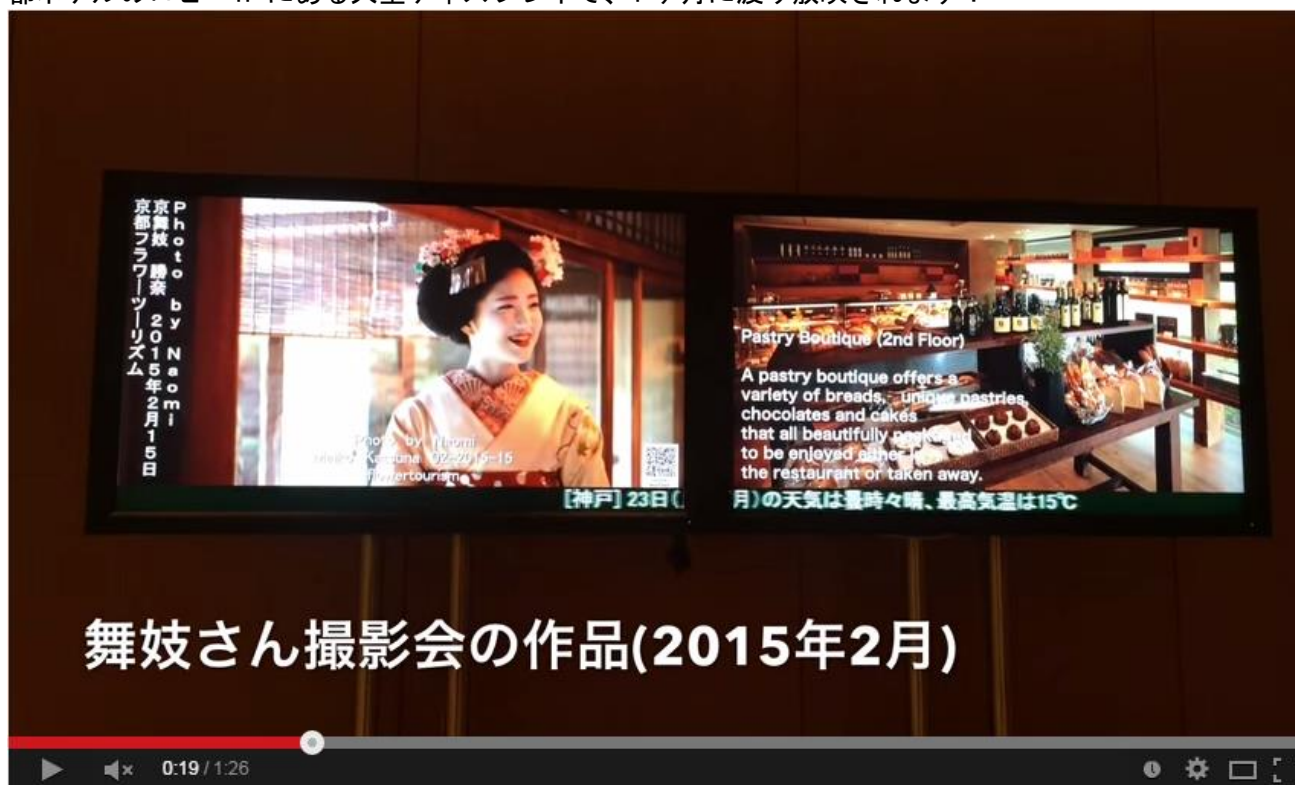 Photo by Naomi
京舞妓 勝奈 2015年2月15日
京都フラワーツーリズム
Photo by Naomi
02-2015-15
flowertourism
Pastry Boutique (2nd Floor)
A pastry boutique offers a
variety of breads, unique pastries,
chocolates and cakes
that all beautifully
to be enjoyed either
the restaurant or taken away.
[神戸] 23日(月)の天気は曇時々晴、最高気温は15℃
舞妓さん撮影会の作品(2015年2月)
0:19 / 1:26